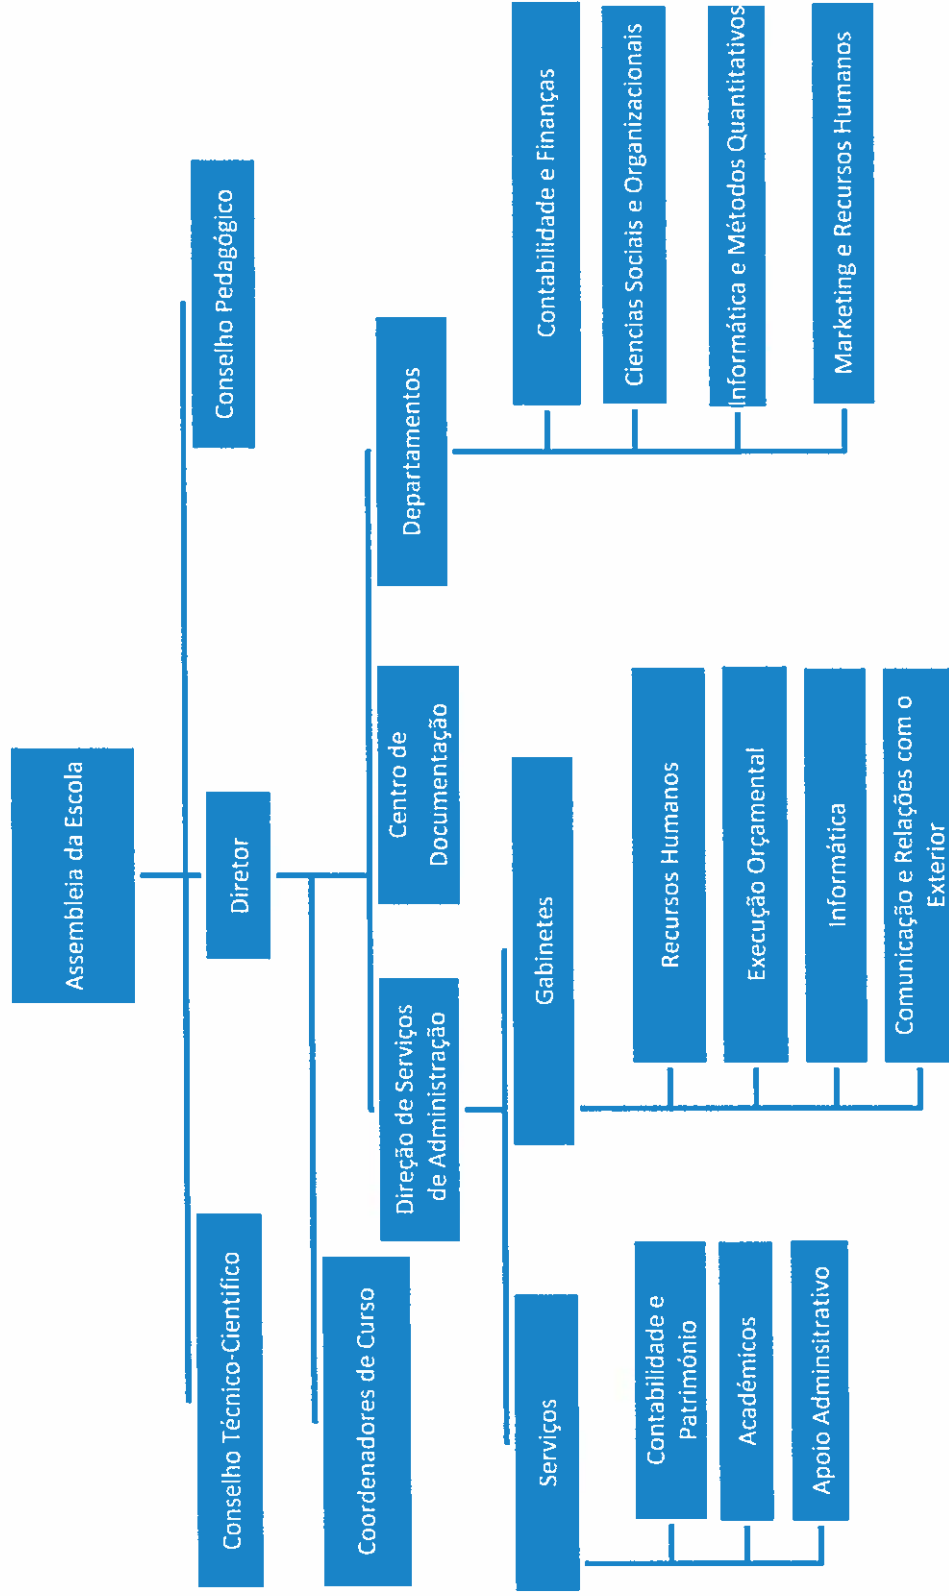 Assembleia da Escola
Conselho Técnico-Cientifico
Diretor
Conselho Pedagógico
Coordenadores de Curso
Direção de Serviços
de Administração
Centro de
Documentação
Departamentos
Serviços
Gabinetes
Contabilidade e
Património
Académicos
Apoio Adminsitrativo
Recursos Humanos
Execução Orçamental
Informática
Comunicação e Relações com o
Exterior
Contabilidade e Finanças
Ciencias Sociais e Organizacionais
Informática e Métodos Quantitativos
Marketing e Recursos Humanos